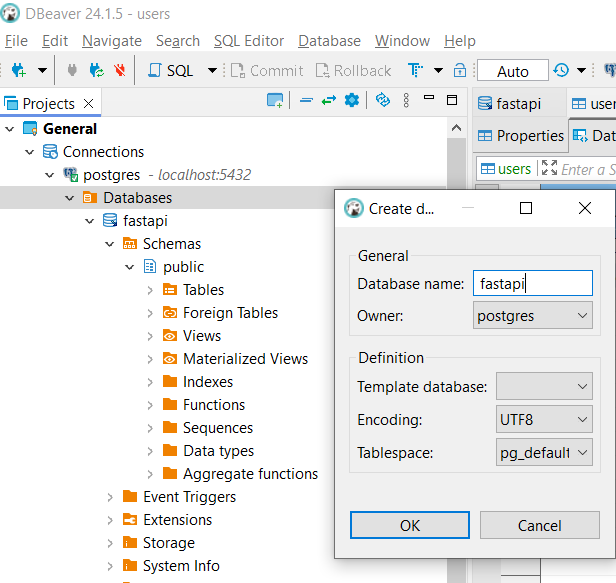 DBeaver 24.1.5 - users
File Edit Navigate Search SQL Editor Database Window Help
SQL Commit Rollback T Auto
Projects
fastapi
user
General
Properties
Dat
Connections
users
Enter a S
postgres - localhost:5432
Databases
fastapi
Schemas
public
Tables
Foreign Tables
Views
Materialized Views
Indexes
Functions
Sequences
Data types
Aggregate functions
Event Triggers
Extensions
Storage
System Info
Create d...
General
Database name: fastapi
Owner: postgres
Definition
Template database:
Encoding: UTF8
Tablespace: pg_default
OK Cancel